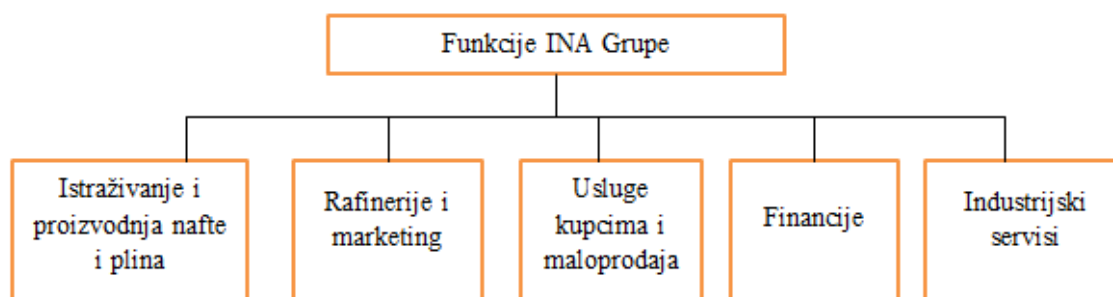 Funkcije INA Grupe
Istraživanje i
proizvodnja nafte
i plina
Rafinerije i
marketing
Usluge
kupcima i
maloprodaja
Financije
Industrijski
servisi